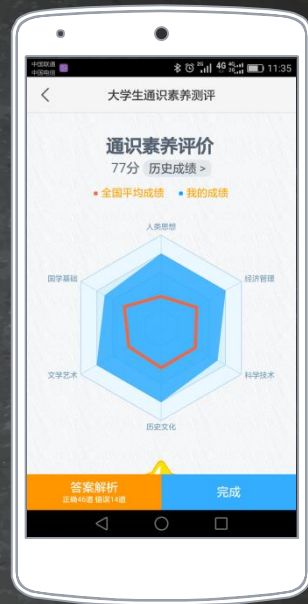 中国联通
中国电信
2G 4G 4G 2G 11:35
大学生通识素养测评
通识素养评价
77分 历史成绩 >
全国平均成绩 我的成绩
人类思想
国学基础 经济管理
文学艺术 科学技术
历史文化
答案解析 完成
正确46道 错误14道